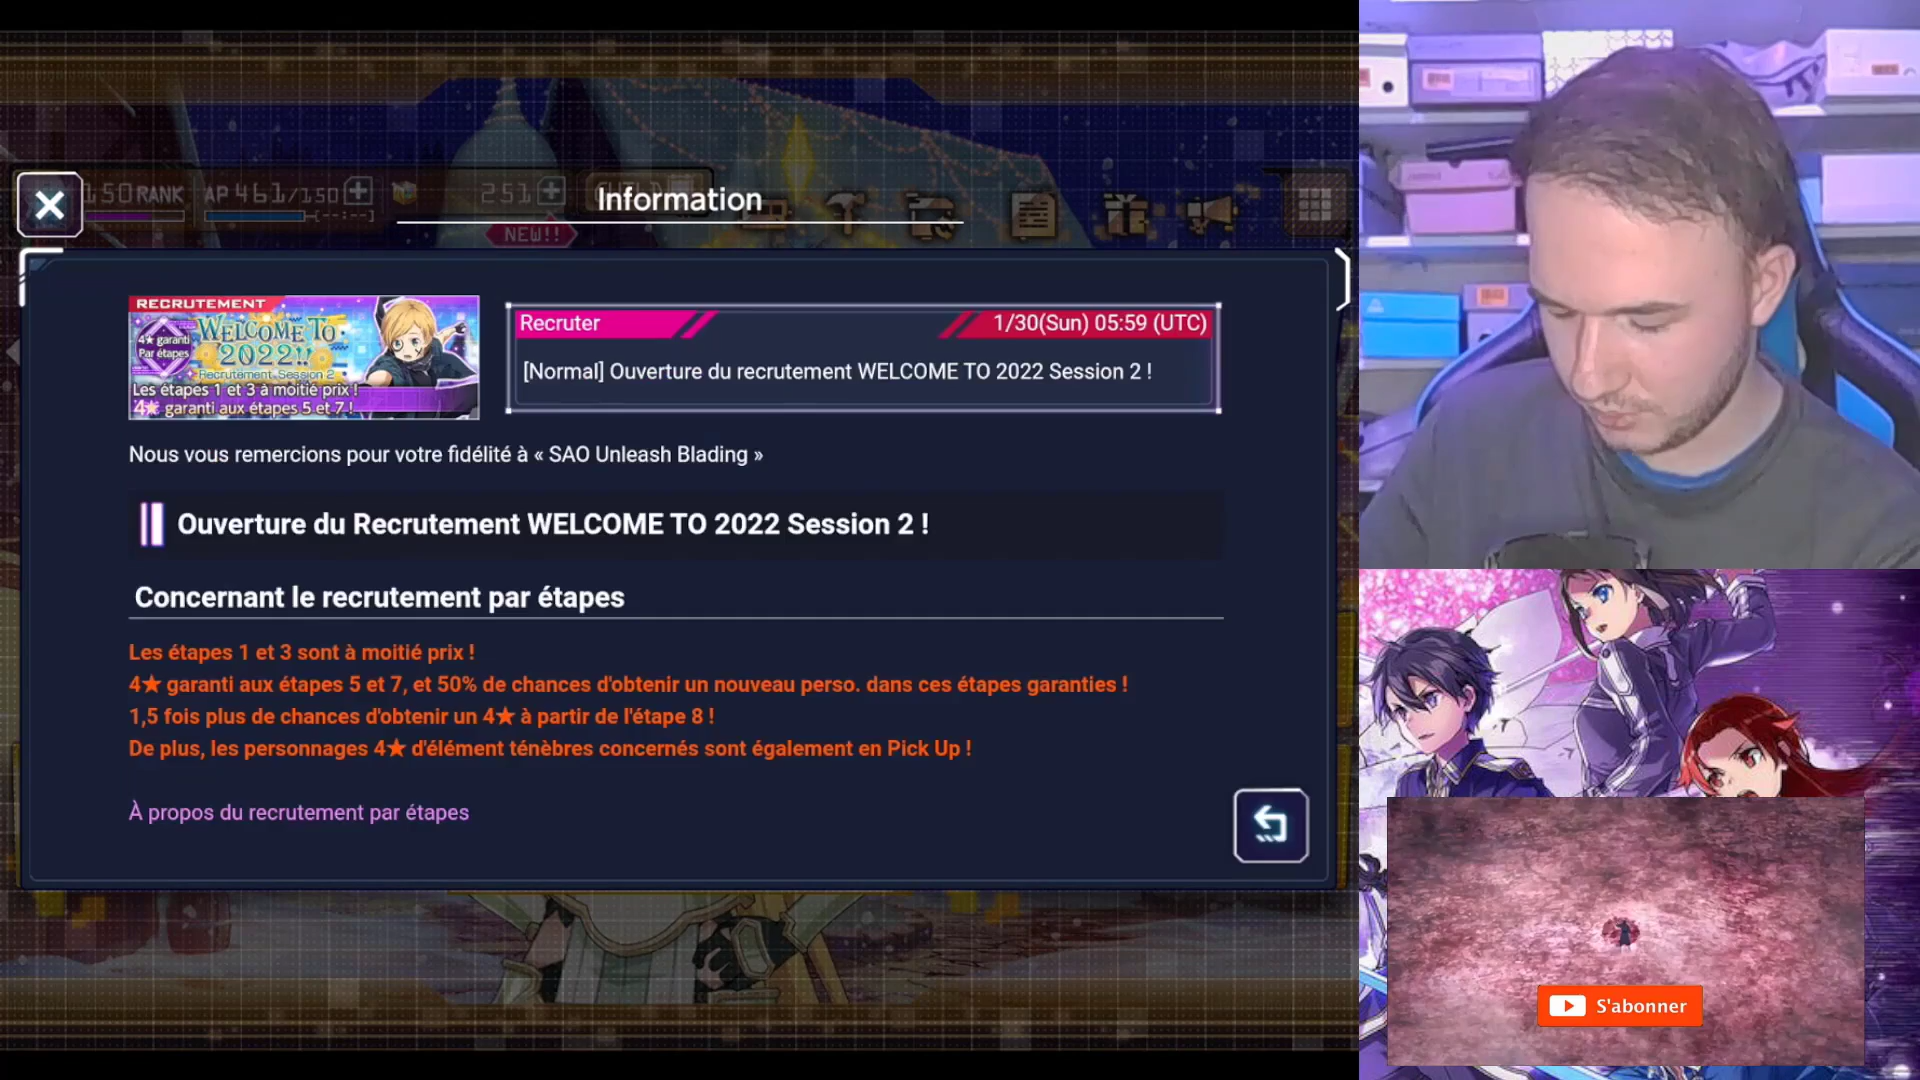 150 RANK
AP 461/150
251
NEW!!
Information
RECRUTEMENT
4★ garanti
Par étapes
WELCOME TO
2022!!
Recrutement Session 2
Les étapes 1 et 3 à moitié prix !
4★ garanti aux étapes 5 et 7 !
Recruter
1/30(Sun) 05:59 (UTC)
[Normal] Ouverture du recrutement WELCOME TO 2022 Session 2 !
Nous vous remercions pour votre fidélité à « SAO Unleash Blading »
Ouverture du Recrutement WELCOME TO 2022 Session 2 !
Concernant le recrutement par étapes
Les étapes 1 et 3 sont à moitié prix !
4★ garanti aux étapes 5 et 7, et 50% de chances d'obtenir un nouveau perso. dans ces étapes garanties !
1,5 fois plus de chances d'obtenir un 4★ à partir de l'étape 8 !
De plus, les personnages 4★ d'élément ténèbres concernés sont également en Pick Up !
À propos du recrutement par étapes
S'abonner